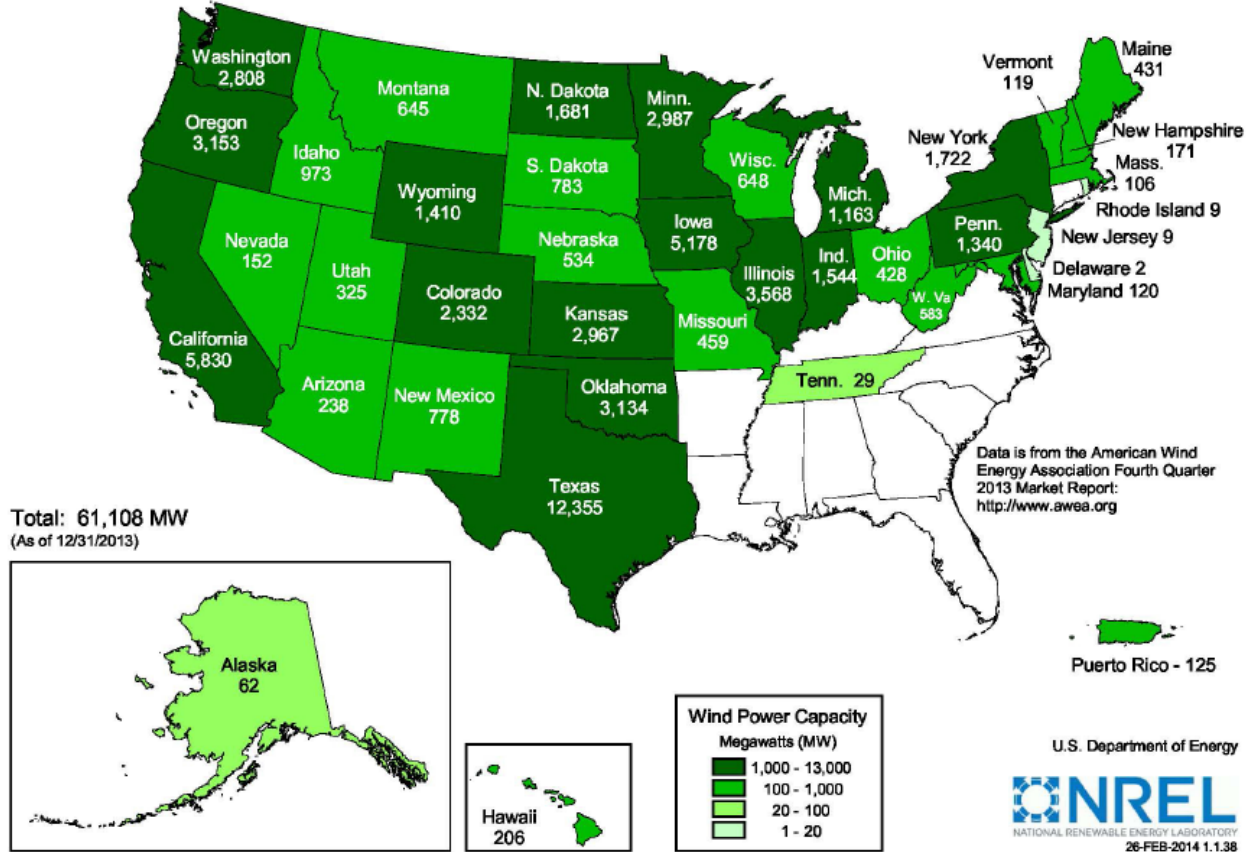 Washington
2,808
Oregon
3,153
California
5,830
Idaho
973
Nevada
152
Montana
645
Wyoming
1,410
Utah
325
Arizona
238
Colorado
2,332
New Mexico
778
N. Dakota
1,681
S. Dakota
783
Nebraska
534
Kansas
2,967
Oklahoma
3,134
Texas
12,355
Minn.
2,987
Iowa
5,178
Missouri
459
Wisc.
648
Illinois
3,568
Mich.
1,163
Ind.
1,544
Ohio
428
W. Va
583
Tenn. 29
Penn.
1,340
New York
1,722
Vermont
119
Maine
431
New Hampshire
171
Mass.
106
Rhode Island 9
New Jersey 9
Delaware 2
Maryland 120
Data is from the American Wind
Energy Association Fourth Quarter
2013 Market Report:
http://www.awea.org
Total: 61,108 MW
(As of 12/31/2013)
Alaska
62
Hawaii
206
Puerto Rico - 125
Wind Power Capacity
Megawatts (MW)
1,000 - 13,000
100 - 1,000
20 - 100
1 - 20
U.S. Department of Energy
NREL
NATIONAL RENEWABLE ENERGY LABORATORY
26-FEB-2014 1.1.38